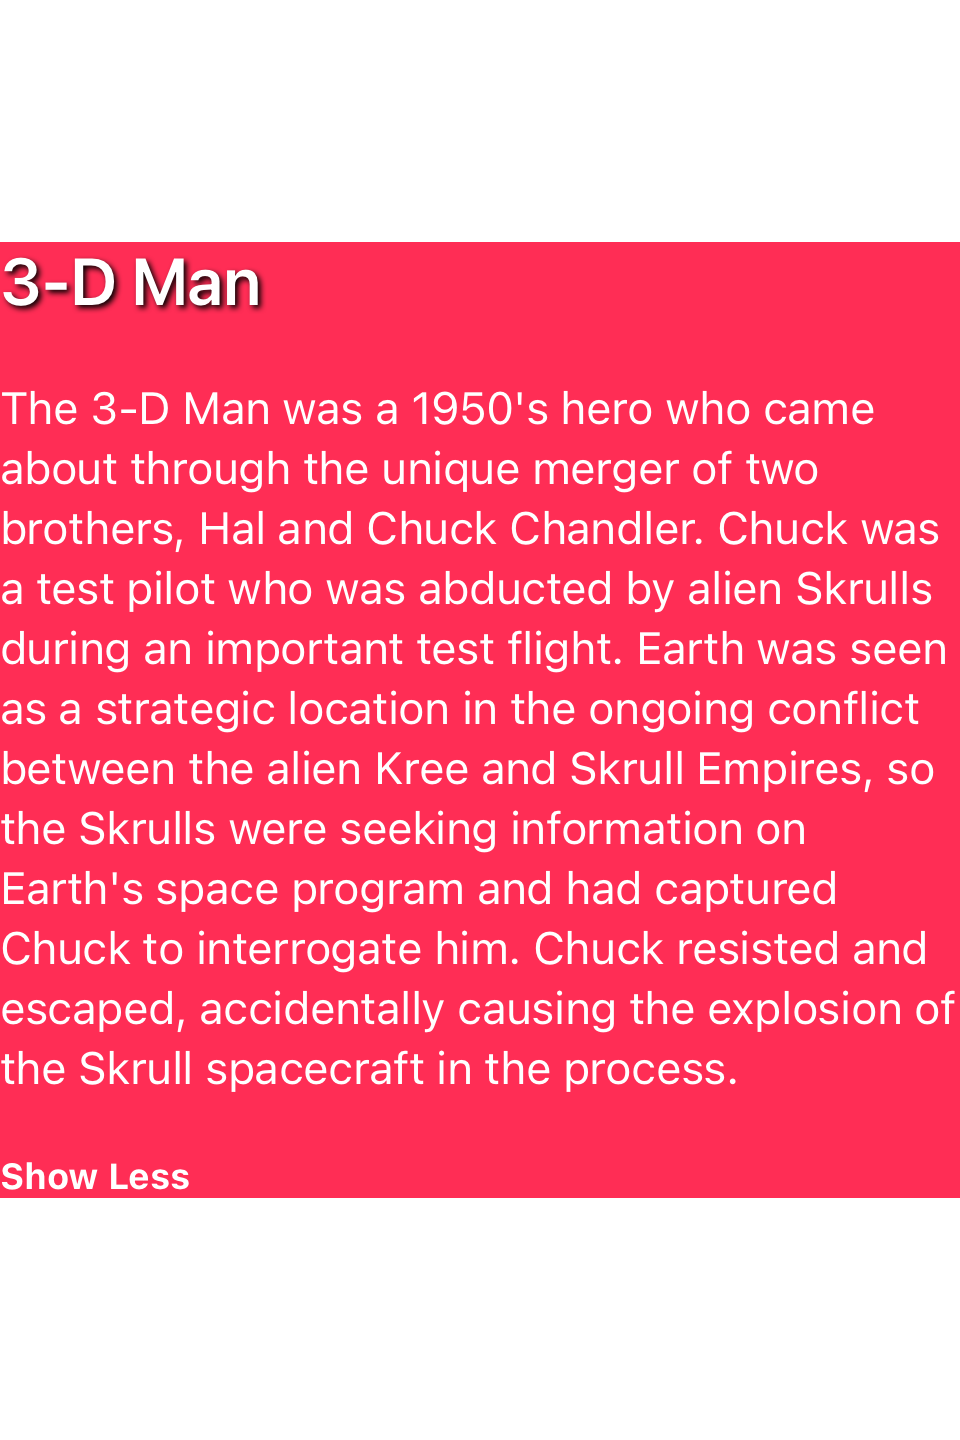 3-D Man
The 3-D Man was a 1950's hero who came
about through the unique merger of two
brothers, Hal and Chuck Chandler. Chuck was
a test pilot who was abducted by alien Skrulls
during an important test flight. Earth was seen
as a strategic location in the ongoing conflict
between the alien Kree and Skrull Empires, so
the Skrulls were seeking information on
Earth's space program and had captured
Chuck to interrogate him. Chuck resisted and
escaped, accidentally causing the explosion of
the Skrull spacecraft in the process.
Show Less